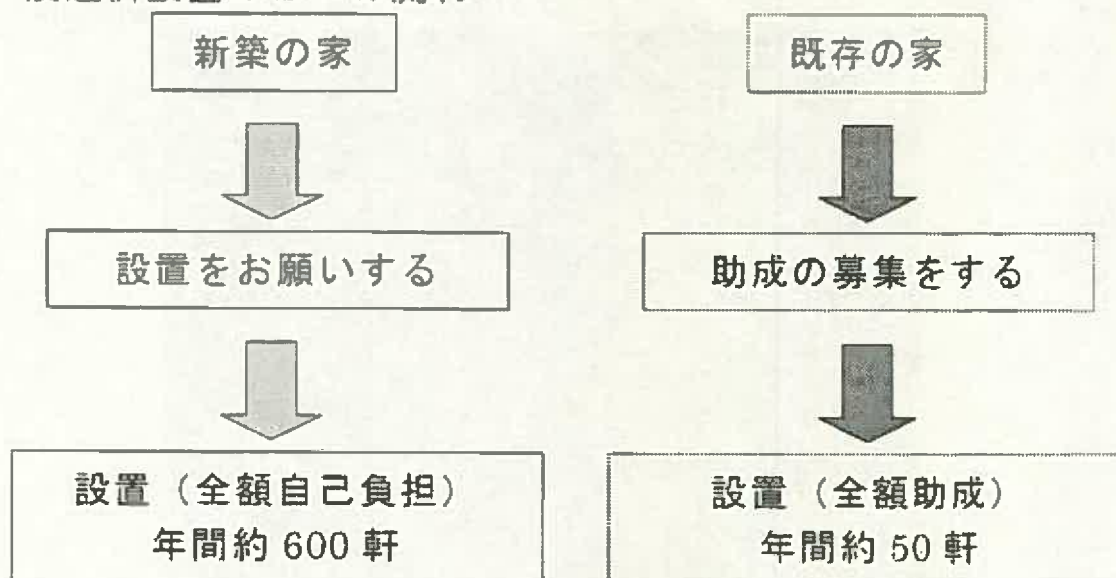 新築の家
既存の家
設置をお願いする
助成の募集をする
設置（全額自己負担）
年間約 600 軒
設置（全額助成）
年間約 50 軒